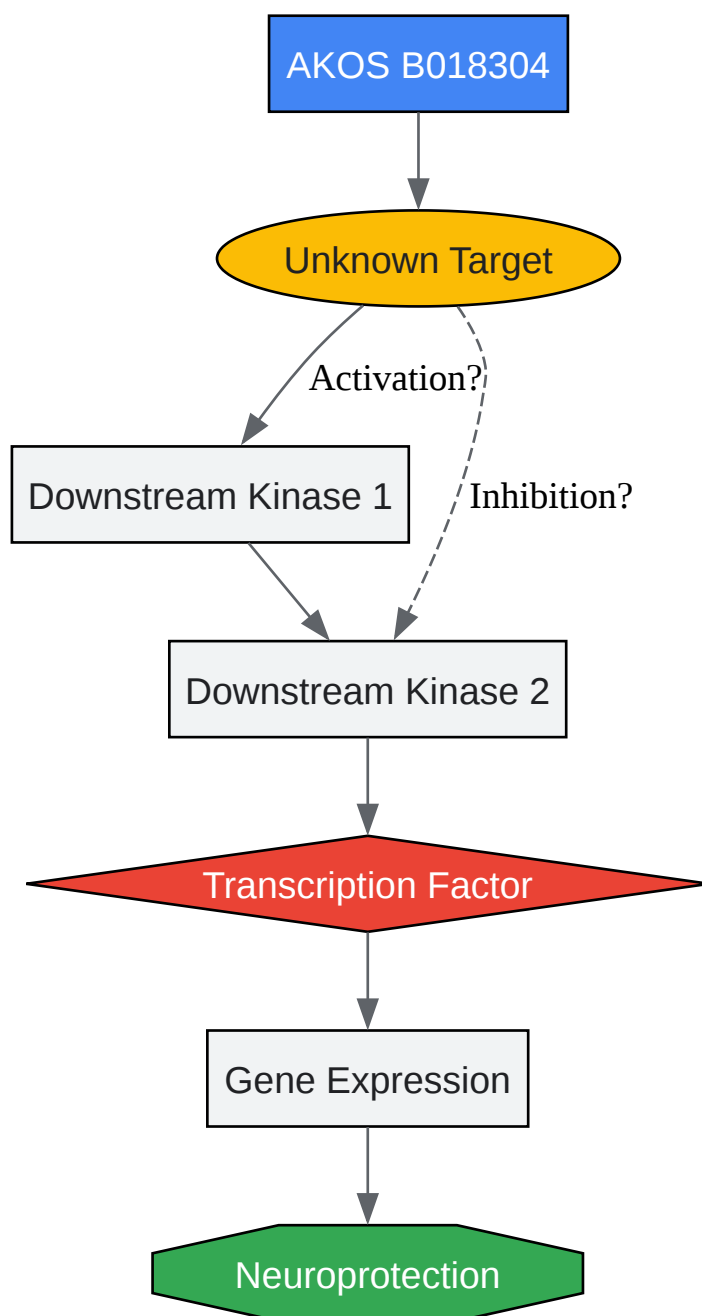 AKOS B018304
Unknown Target
Activation?
Downstream Kinase 1
Inhibition?
Downstream Kinase 2
Transcription Factor
Gene Expression
Neuroprotection